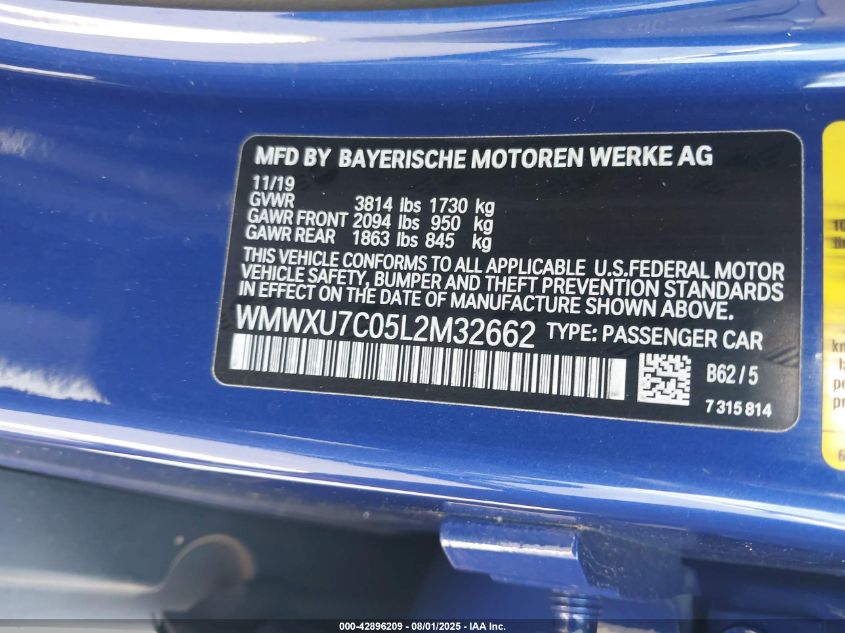 MFD BY BAYERISCHE MOTOREN WERKE AG
11/19
GVWR 3814 lbs 1730 kg
GAWR FRONT 2094 lbs 950 kg
GAWR REAR 1863 lbs 845 kg
THIS VEHICLE CONFORMS TO ALL APPLICABLE U.S.FEDERAL MOTOR
VEHICLE SAFETY, BUMPER AND THEFT PREVENTION STANDARDS
IN EFFECT ON THE DATE OF MANUFACTURE SHOWN ABOVE.
WMWXU7C05L2M32662 TYPE: PASSENGER CAR
B62/5
7 315 814
000-42896209 - 08/01/2025 - IAA Inc.